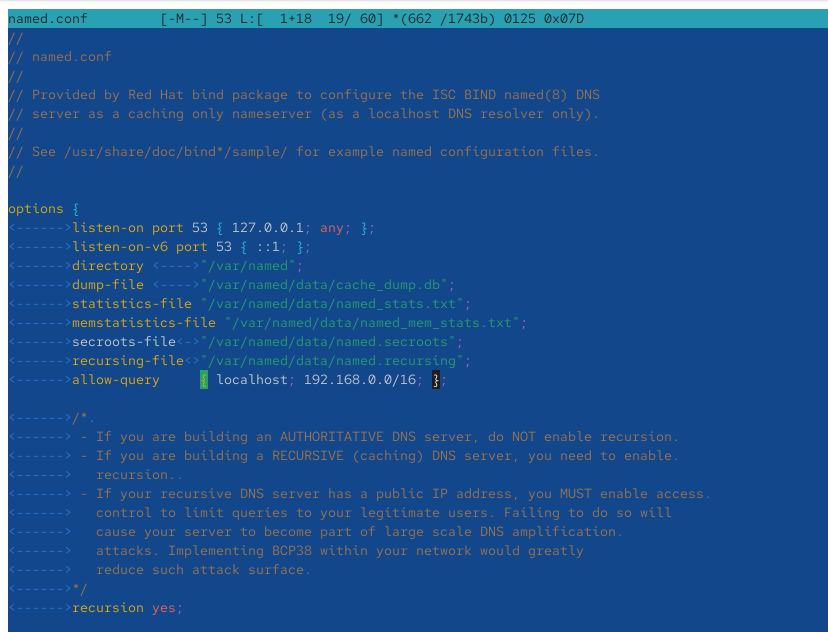 named.conf [-M--] 53 L:[ 1+18 19/ 60] *(662 /1743b) 0125 0x07D
//
// named.conf
//
// Provided by Red Hat bind package to configure the ISC BIND named(8) DNS
// server as a caching only nameserver (as a localhost DNS resolver only).
//
// See /usr/share/doc/bind*/sample/ for example named configuration files.
//
options {
<------>listen-on port 53 { 127.0.0.1; any; };
<------>listen-on-v6 port 53 { ::1; };
<------>directory <---->"/var/named";
<------>dump-file <---->"/var/named/data/cache_dump.db";
<------>statistics-file "/var/named/data/named_stats.txt";
<------>memstatistics-file "/var/named/data/named_mem_stats.txt";
<------>secroots-file<->"/var/named/data/named.secroots";
<------>recursing-file<>"/var/named/data/named.recursing";
<------>allow-query     { localhost; 192.168.0.0/16; };
<------>/*.
<------> - If you are building an AUTHORITATIVE DNS server, do NOT enable recursion.
<------> - If you are building a RECURSIVE (caching) DNS server, you need to enable.
<------>   recursion..
<------> - If your recursive DNS server has a public IP address, you MUST enable access.
<------>   control to limit queries to your legitimate users. Failing to do so will
<------>   cause your server to become part of large scale DNS amplification.
<------>   attacks. Implementing BCP38 within your network would greatly
<------>   reduce such attack surface.
<------>*/
<------>recursion yes;